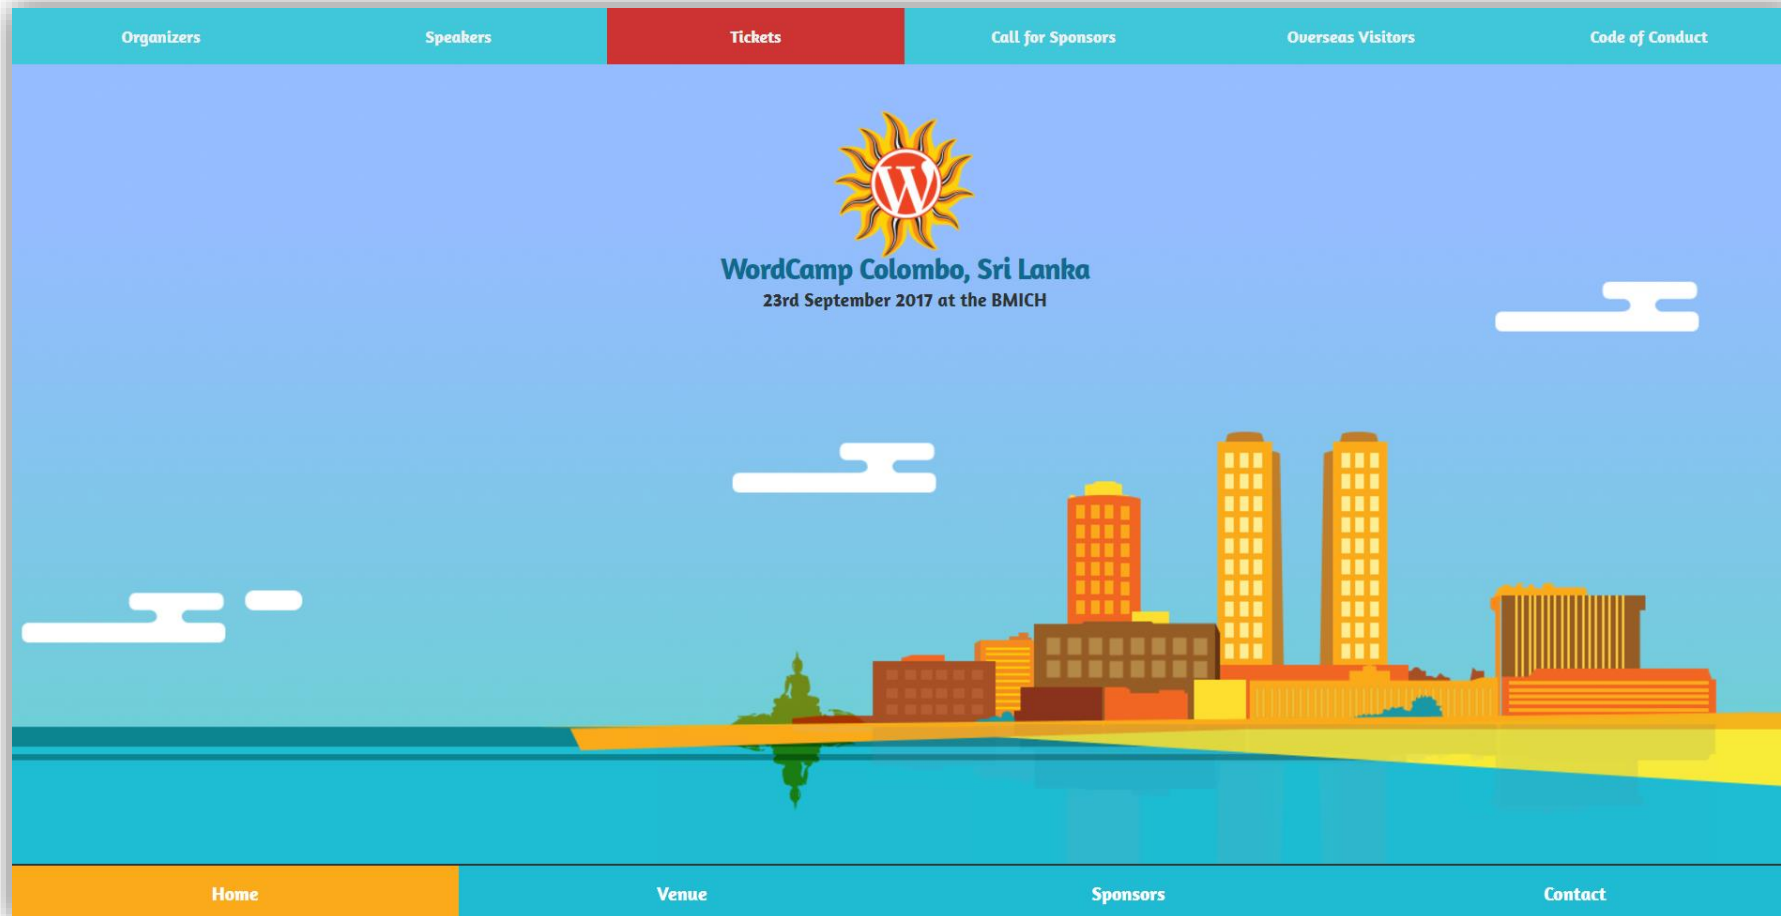 Organizers Speakers Tickets Call for Sponsors Overseas Visitors Code of Conduct
W
WordCamp Colombo, Sri Lanka
23rd September 2017 at the BMICH
Home Venue Sponsors Contact